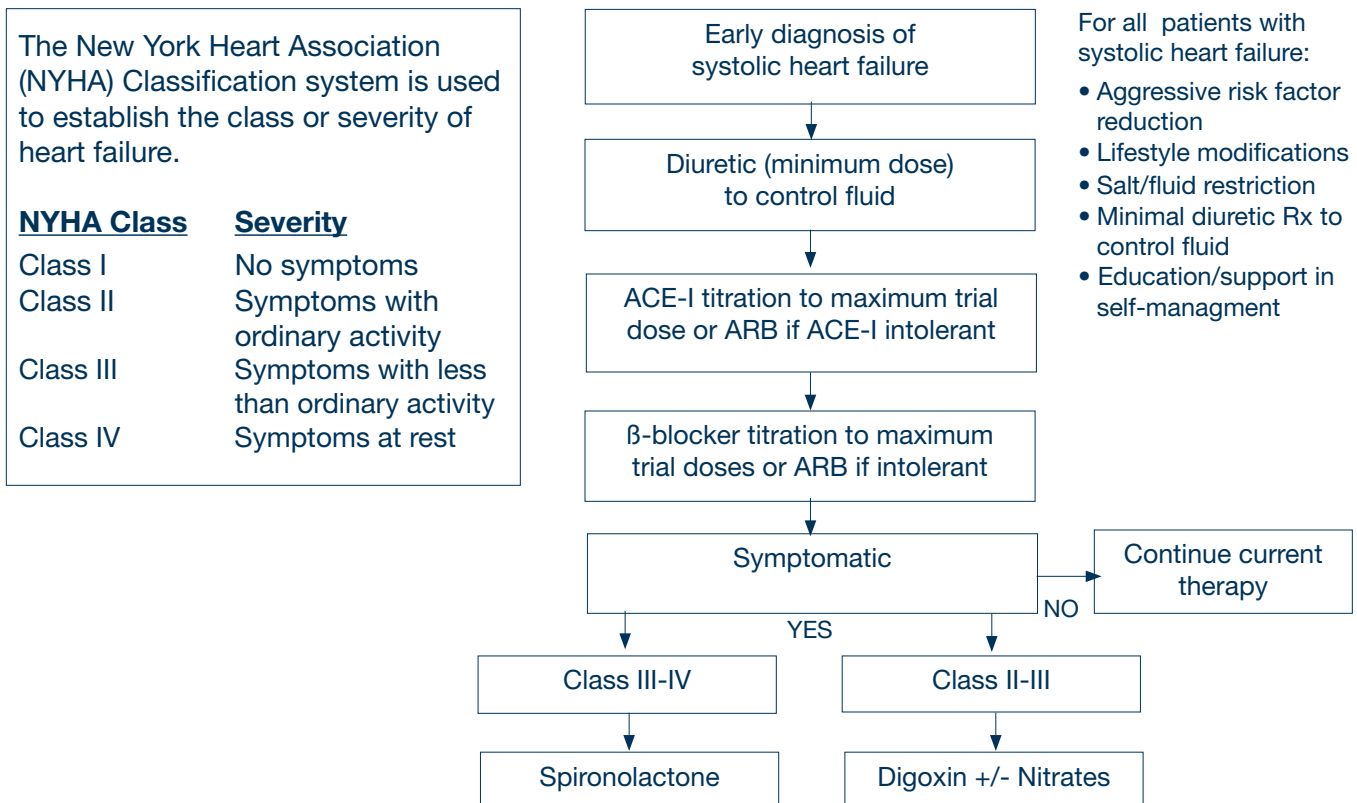 The New York Heart Association
(NYHA) Classification system is used
to establish the class or severity of
heart failure.
NYHA Class Severity
Class I No symptoms
Class II Symptoms with
ordinary activity
Class III Symptoms with less
than ordinary activity
Class IV Symptoms at rest
Early diagnosis of
systolic heart failure
Diuretic (minimum dose)
to control fluid
ACE-I titration to maximum trial
dose or ARB if ACE-I intolerant
ß-blocker titration to maximum
trial doses or ARB if intolerant
Symptomatic
NO
Continue current
therapy
YES
Class III-IV
Class II-III
Spironolactone
Digoxin +/- Nitrates
For all patients with
systolic heart failure:
• Aggressive risk factor
reduction
• Lifestyle modifications
• Salt/fluid restriction
• Minimal diuretic Rx to
control fluid
• Education/support in
self-managment